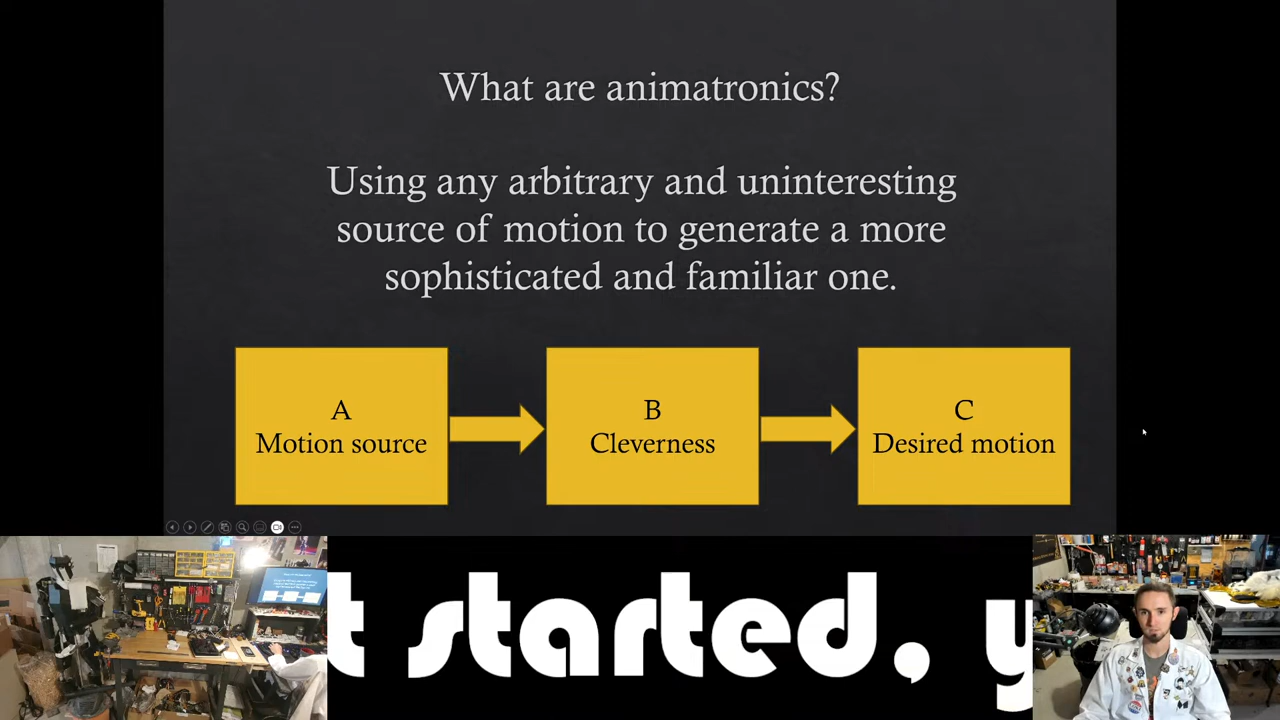 What are animatronics?
Using any arbitrary and uninteresting
source of motion to generate a more
sophisticated and familiar one.
A
Motion source
B
Cleverness
C
Desired motion
t started, y